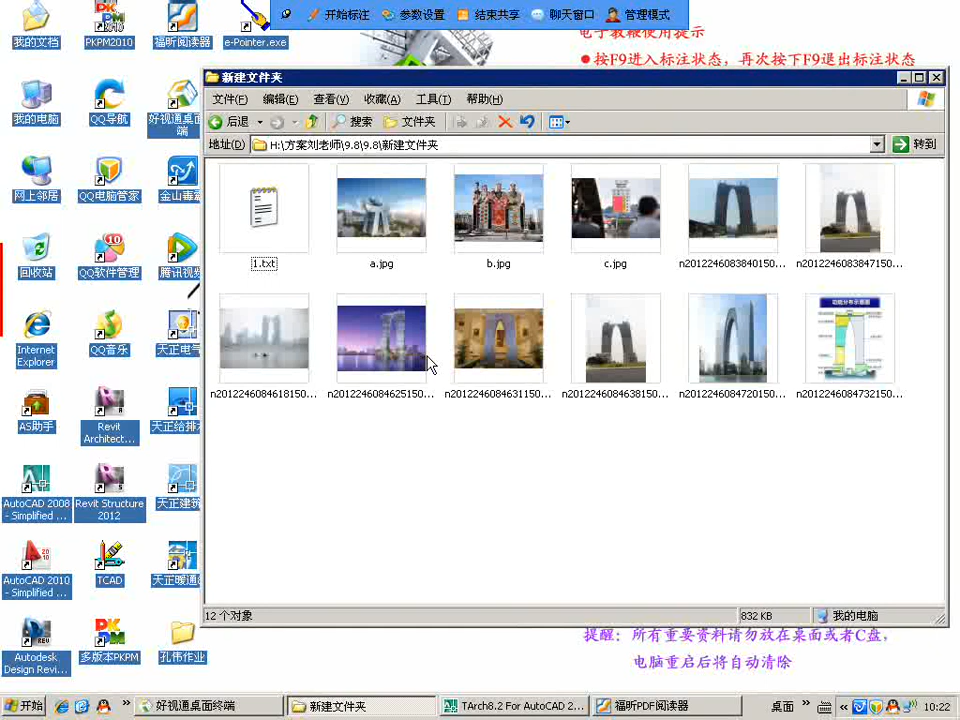 开始标注
参数设置
结束共享
聊天窗口
管理模式
我的文档
PKPM2010
福昕阅读器
e-Pointer.exe
电子教鞭使用提示
按F9进入标注状态，再次按下F9退出标注状态
新建文件夹
文件(F)
编辑(E)
查看(V)
收藏(A)
工具(T)
帮助(H)
后退
搜索
文件夹
地址(D)
H:\方案刘老师\9.8\9.8\新建文件夹
转到
我的电脑
QQ导航
好视通桌面
端
网上邻居
QQ电脑管家
金山毒霸
回收站
10
QQ软件管理
腾讯视频
Internet
Explorer
QQ音乐
天正电气
AS助手
Revit
Architect...
天正给排水
AutoCAD 2008
- Simplified ...
Revit Structure
2012
天正建筑
AutoCAD 2010
- Simplified ...
TCAD
天正暖通
Autodesk
Design Revi...
多版本PKPM
孔伟作业
1.txt
a.jpg
b.jpg
c.jpg
n2012246083840150...
n2012246083847150...
功能分布示意图
n2012246084618150...
n2012246084625150...
n2012246084631150...
n2012246084638150...
n2012246084720150...
n2012246084732150...
12 个对象
832 KB
我的电脑
提醒：所有重要资料请勿放在桌面或者C盘，
电脑重启后将自动清除
开始
好视通桌面终端
新建文件夹
TArch8.2 For AutoCAD 2...
福昕PDF阅读器
桌面
10:22